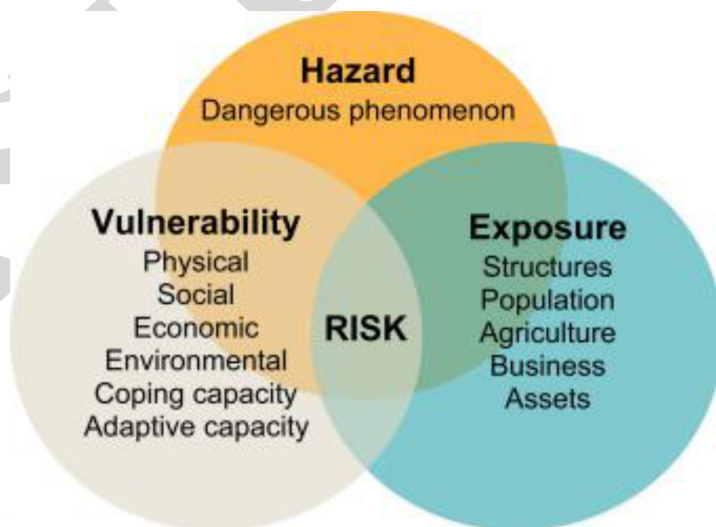 Hazard
Dangerous phenomenon
Vulnerability
Physical
Social
Economic
Environmental
Coping capacity
Adaptive capacity
RISK
Exposure
Structures
Population
Agriculture
Business
Assets